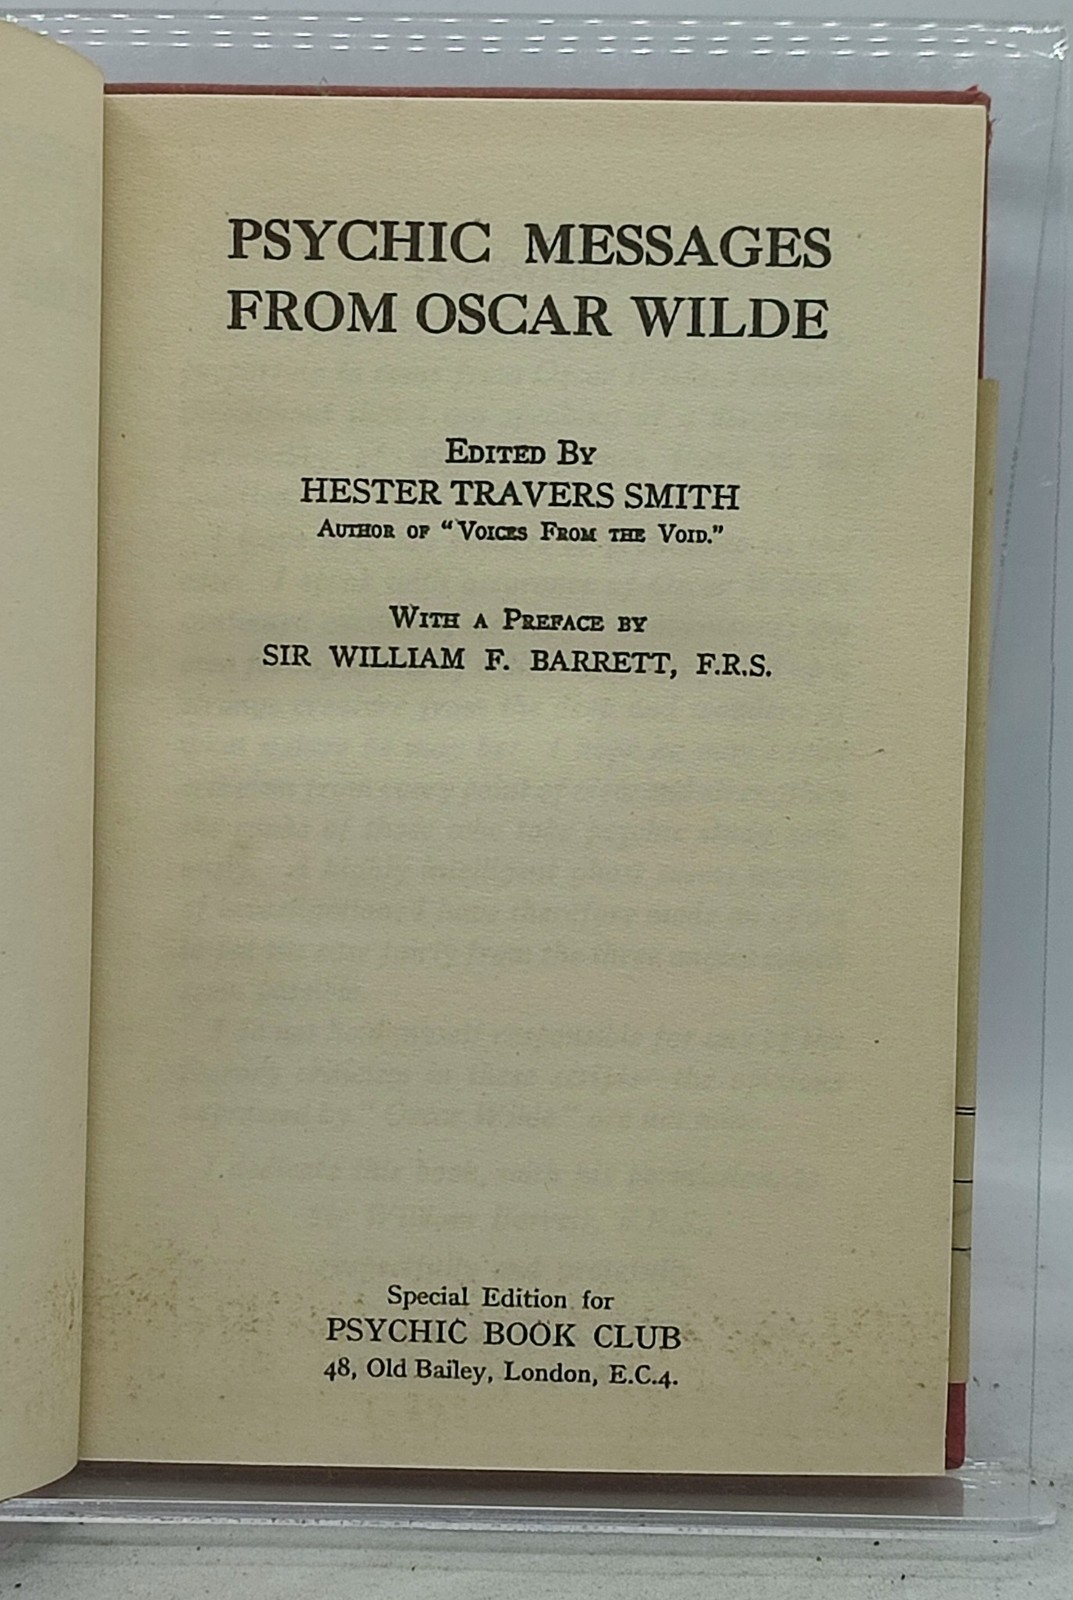 PSYCHIC MESSAGES
FROM OSCAR WILDE
EDITED BY
HESTER TRAVERS SMITH
AUTHOR OF "VOICES FROM THE VOID."
WITH A PREFACE BY
SIR WILLIAM F. BARRETT, F.R.S.
Special Edition for
PSYCHIC BOOK CLUB
48, Old Bailey, London, E.C.4.